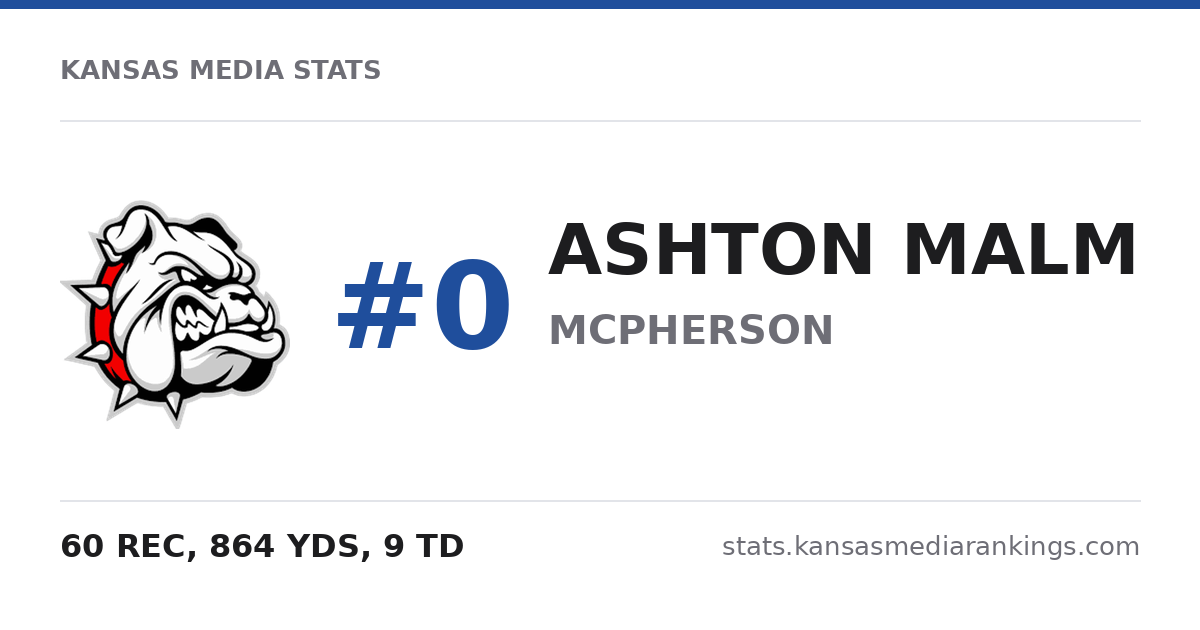 KANSAS MEDIA STATS
#0
ASHTON MALM
MCPHERSON
60 REC, 864 YDS, 9 TD
stats.kansasmediarankings.com